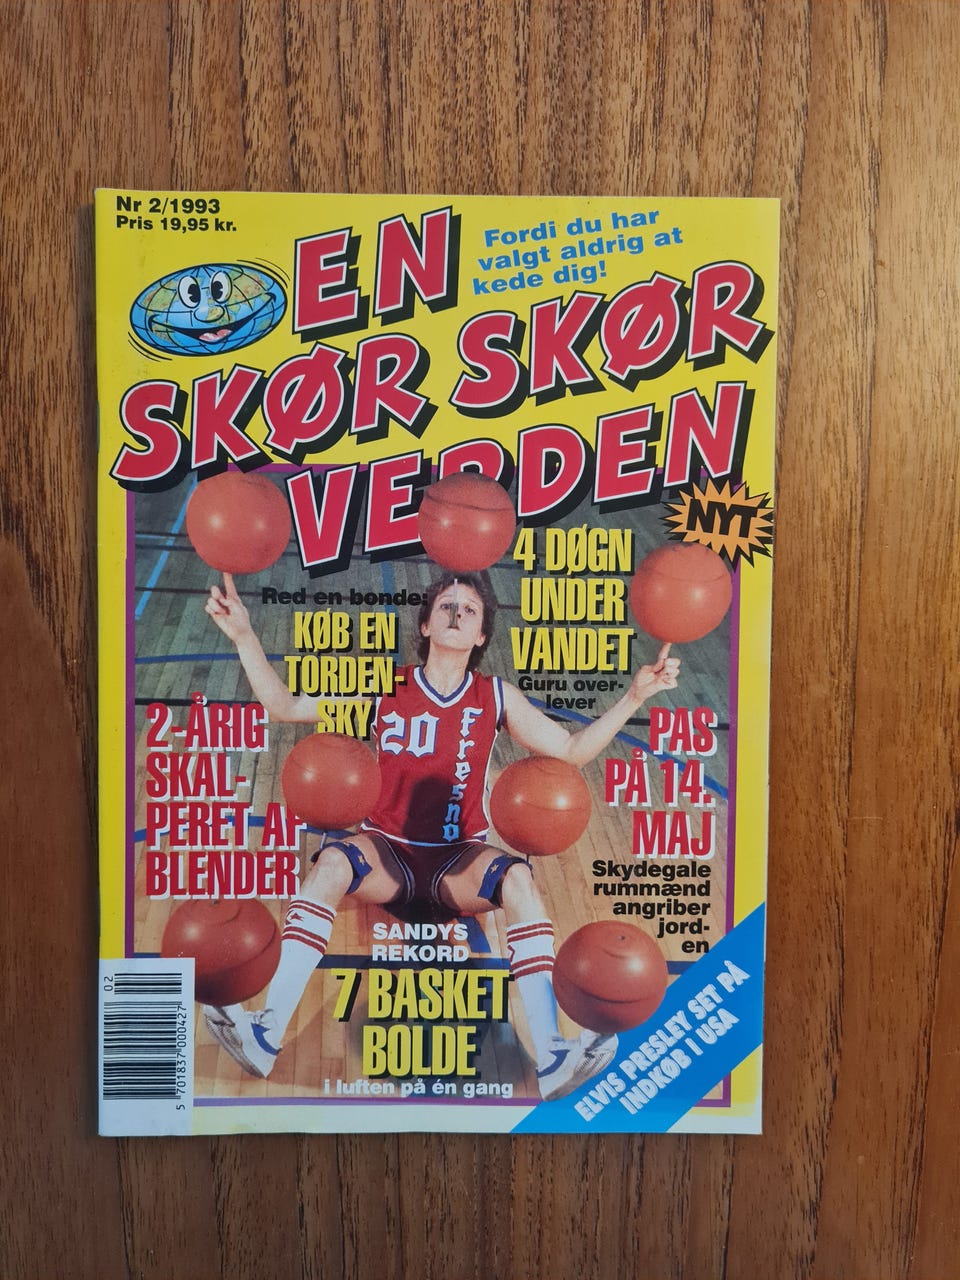 Nr 2/1993
Pris 19,95 kr.
EN
SKØR SKØR
VERDEN
Fordi du har
valgt aldrig at
kede dig!
NYT
4 DØGN
UNDER
VANDET
Guru over-
lever
Red en bonde:
KØB EN
TORDEN-
SKY
20
Fresno
2-ÅRIG
SKAL-
PERET AF
BLENDER
PAS
PÅ 14.
MAJ
Skydegale
rummænd
angriber
jord-
en
SANDYS
REKORD
7 BASKET
BOLDE
i luften på én gang
ELVIS PRESLEY SET PÅ
INDKØB I USA
02
5 701837 000427